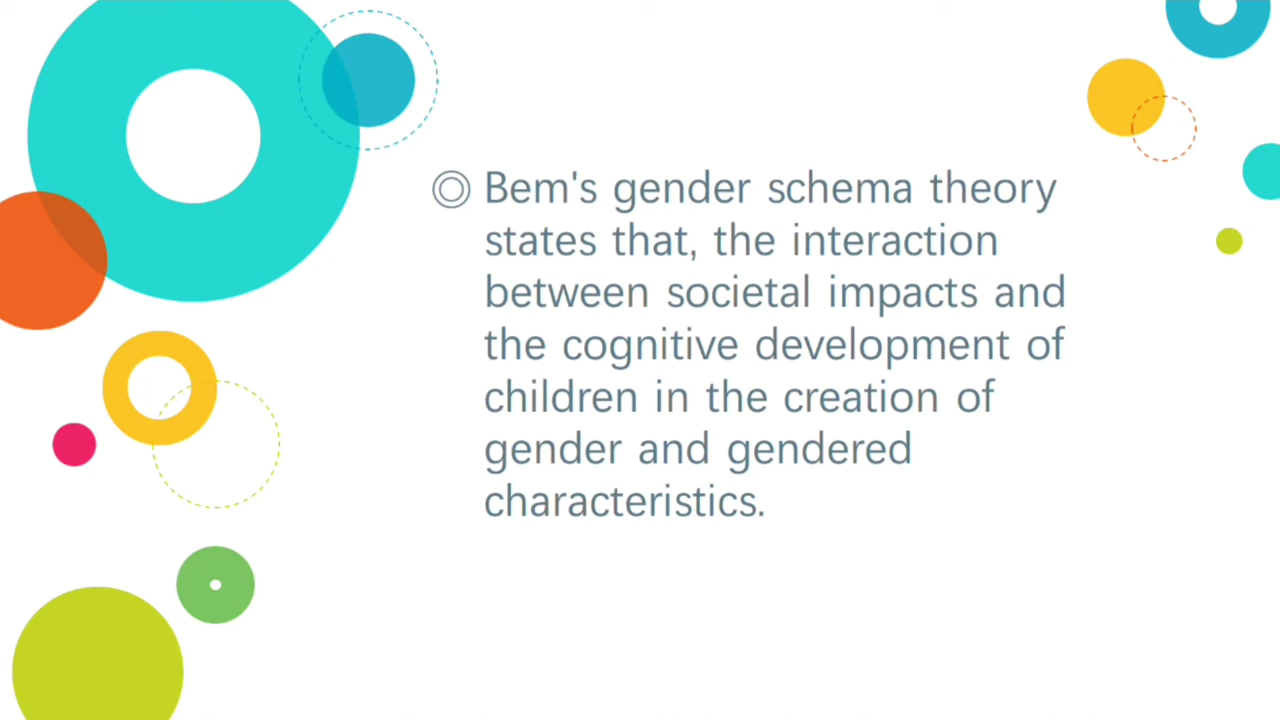 Bem's gender schema theory
states that, the interaction
between societal impacts and
the cognitive development of
children in the creation of
gender and gendered
characteristics.